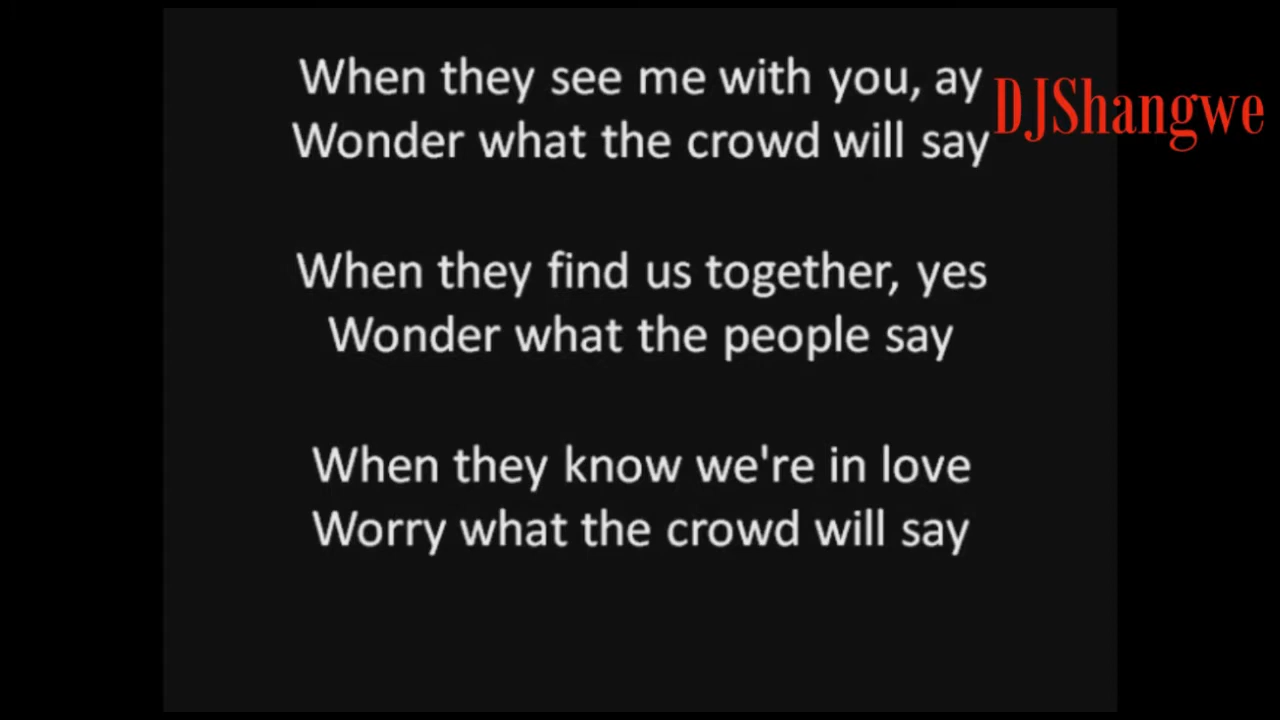 When they see me with you, ay
DJShangwe
Wonder what the crowd will say
When they find us together, yes
Wonder what the people say
When they know we're in love
Worry what the crowd will say